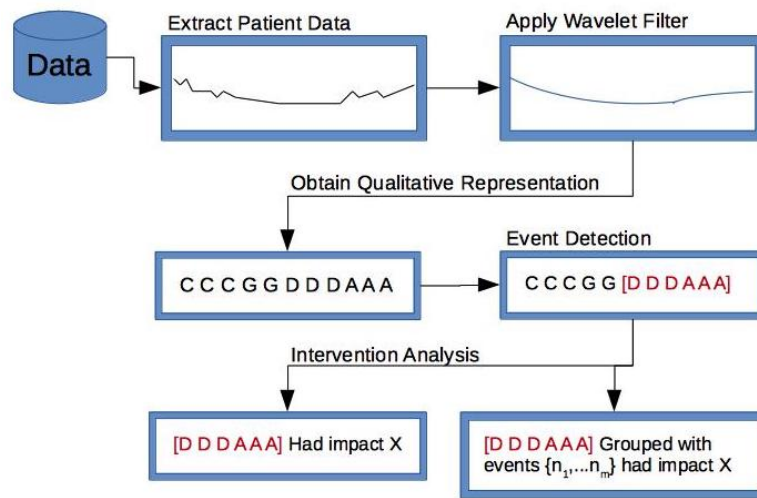 Extract Patient Data
Apply Wavelet Filter
Data
Obtain Qualitative Representation
Event Detection
C C C G G D D D A A A
C C C G G [D D D A A A]
Intervention Analysis
[D D D A A A] Had impact X
[D D D A A A] Grouped with
events {n₁,...nₘ} had impact X